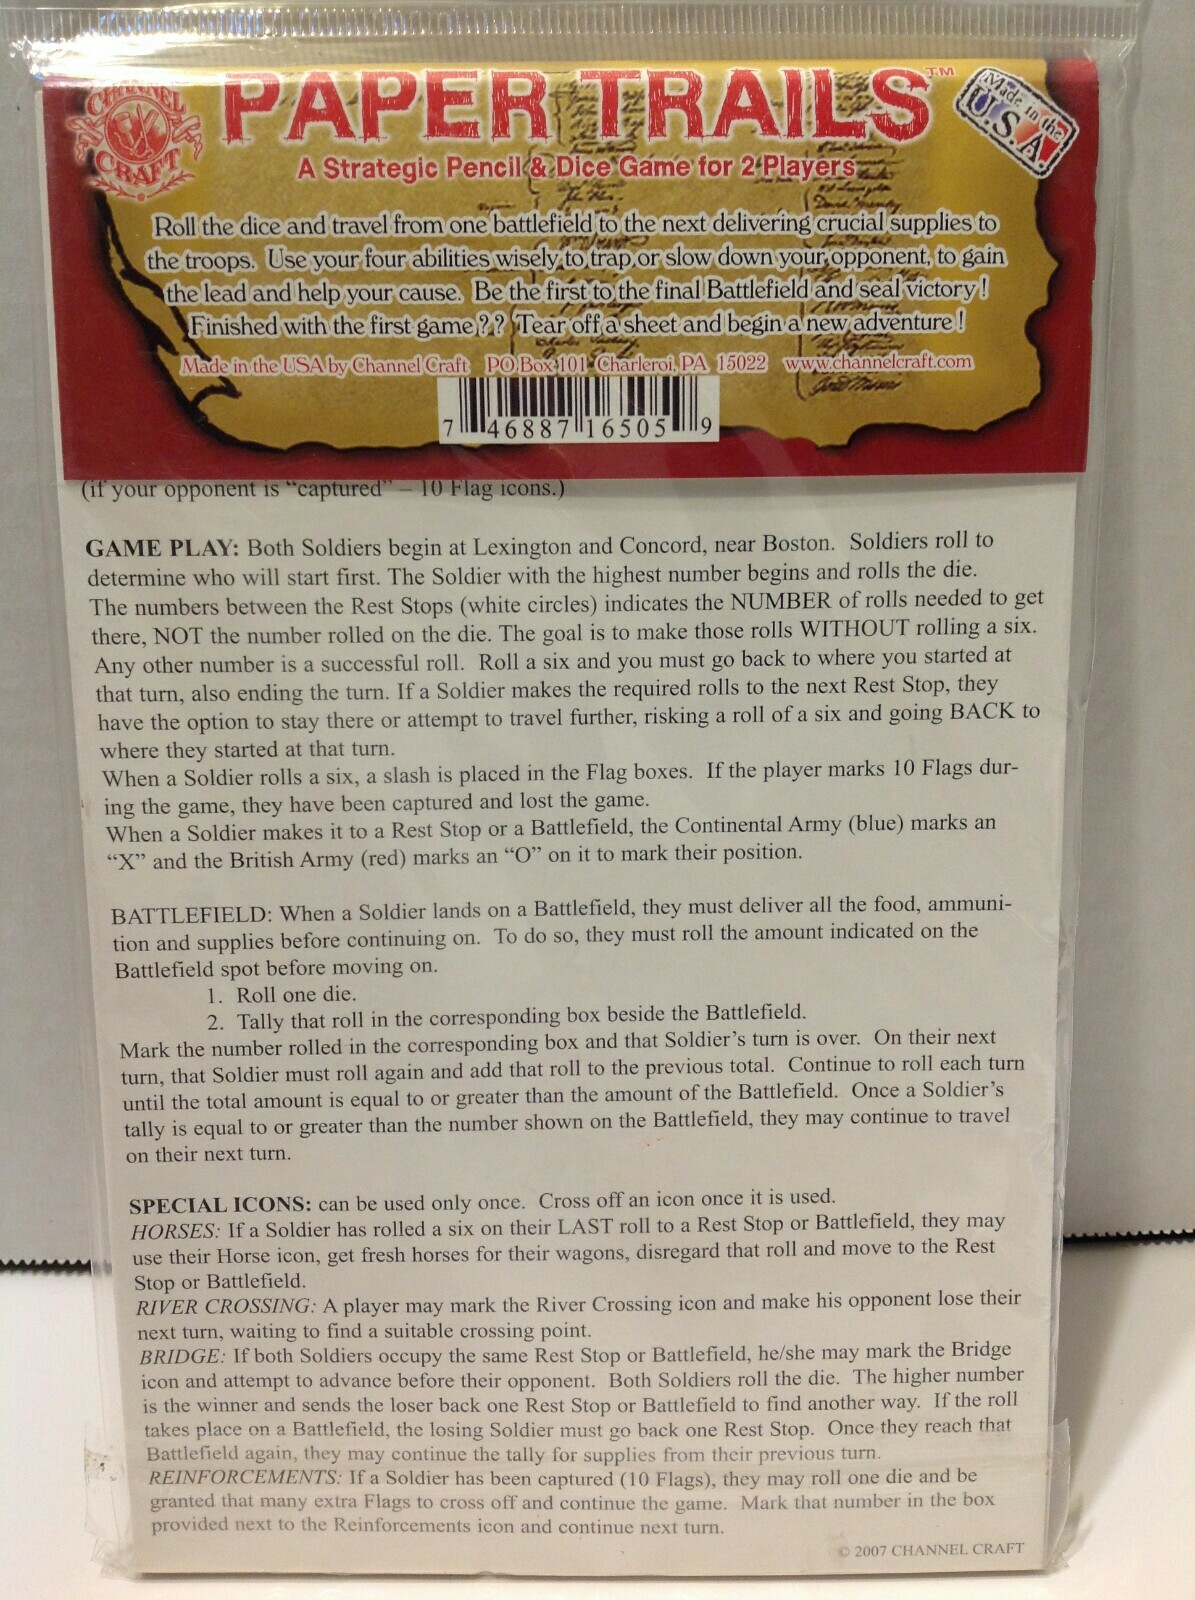 CHANNEL CRAFT
PAPER TRAILS™
Made in the U.S.A.
A Strategic Pencil & Dice Game for 2 Players
Roll the dice and travel from one battlefield to the next delivering crucial supplies to
the troops. Use your four abilities wisely to trap or slow down your opponent, to gain
the lead and help your cause. Be the first to the final Battlefield and seal victory!
Finished with the first game?? Tear off a sheet and begin a new adventure!
Made in the USA by Channel Craft PO Box 101 Charleroi, PA 15022 www.channelcraft.com
7 46887 16505 9
(if your opponent is “captured” – 10 Flag icons.)
GAME PLAY: Both Soldiers begin at Lexington and Concord, near Boston. Soldiers roll to
determine who will start first. The Soldier with the highest number begins and rolls the die.
The numbers between the Rest Stops (white circles) indicates the NUMBER of rolls needed to get
there, NOT the number rolled on the die. The goal is to make those rolls WITHOUT rolling a six.
Any other number is a successful roll. Roll a six and you must go back to where you started at
that turn, also ending the turn. If a Soldier makes the required rolls to the next Rest Stop, they
have the option to stay there or attempt to travel further, risking a roll of a six and going BACK to
where they started at that turn.
When a Soldier rolls a six, a slash is placed in the Flag boxes. If the player marks 10 Flags dur-
ing the game, they have been captured and lost the game.
When a Soldier makes it to a Rest Stop or a Battlefield, the Continental Army (blue) marks an
“X” and the British Army (red) marks an “O” on it to mark their position.
BATTLEFIELD: When a Soldier lands on a Battlefield, they must deliver all the food, ammuni-
tion and supplies before continuing on. To do so, they must roll the amount indicated on the
Battlefield spot before moving on.
1. Roll one die.
2. Tally that roll in the corresponding box beside the Battlefield.
Mark the number rolled in the corresponding box and that Soldier’s turn is over. On their next
turn, that Soldier must roll again and add that roll to the previous total. Continue to roll each turn
until the total amount is equal to or greater than the amount of the Battlefield. Once a Soldier’s
tally is equal to or greater than the number shown on the Battlefield, they may continue to travel
on their next turn.
SPECIAL ICONS: can be used only once. Cross off an icon once it is used.
HORSES: If a Soldier has rolled a six on their LAST roll to a Rest Stop or Battlefield, they may
use their Horse icon, get fresh horses for their wagons, disregard that roll and move to the Rest
Stop or Battlefield.
RIVER CROSSING: A player may mark the River Crossing icon and make his opponent lose their
next turn, waiting to find a suitable crossing point.
BRIDGE: If both Soldiers occupy the same Rest Stop or Battlefield, he/she may mark the Bridge
icon and attempt to advance before their opponent. Both Soldiers roll the die. The higher number
is the winner and sends the loser back one Rest Stop or Battlefield to find another way. If the roll
takes place on a Battlefield, the losing Soldier must go back one Rest Stop. Once they reach that
Battlefield again, they may continue the tally for supplies from their previous turn.
REINFORCEMENTS: If a Soldier has been captured (10 Flags), they may roll one die and be
granted that many extra Flags to cross off and continue the game. Mark that number in the box
provided next to the Reinforcements icon and continue next turn.
© 2007 CHANNEL CRAFT